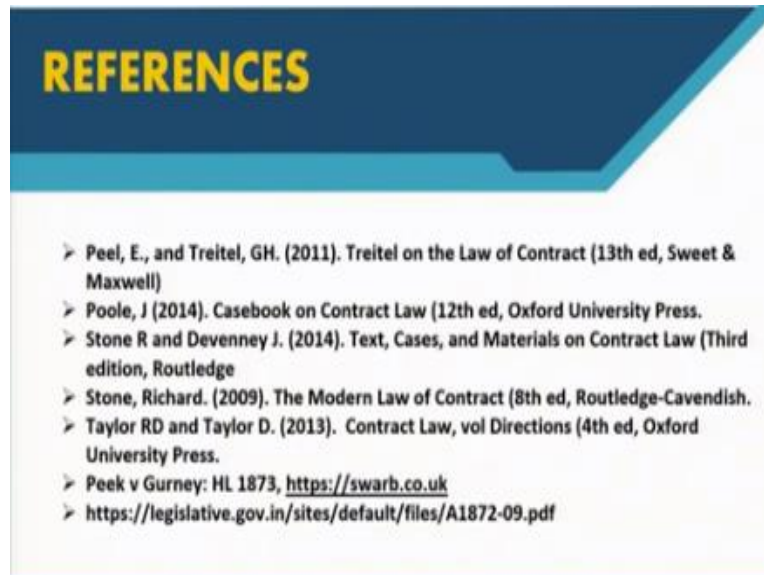 REFERENCES
➢ Peel, E., and Treitel, GH. (2011). Treitel on the Law of Contract (13th ed, Sweet &
Maxwell)
➢ Poole, J (2014). Casebook on Contract Law (12th ed, Oxford University Press.
➢ Stone R and Devenney J. (2014). Text, Cases, and Materials on Contract Law (Third
edition, Routledge
➢ Stone, Richard. (2009). The Modern Law of Contract (8th ed, Routledge-Cavendish.
➢ Taylor RD and Taylor D. (2013). Contract Law, vol Directions (4th ed, Oxford
University Press.
➢ Peek v Gurney: HL 1873, https://swarb.co.uk
➢ https://legislative.gov.in/sites/default/files/A1872-09.pdf